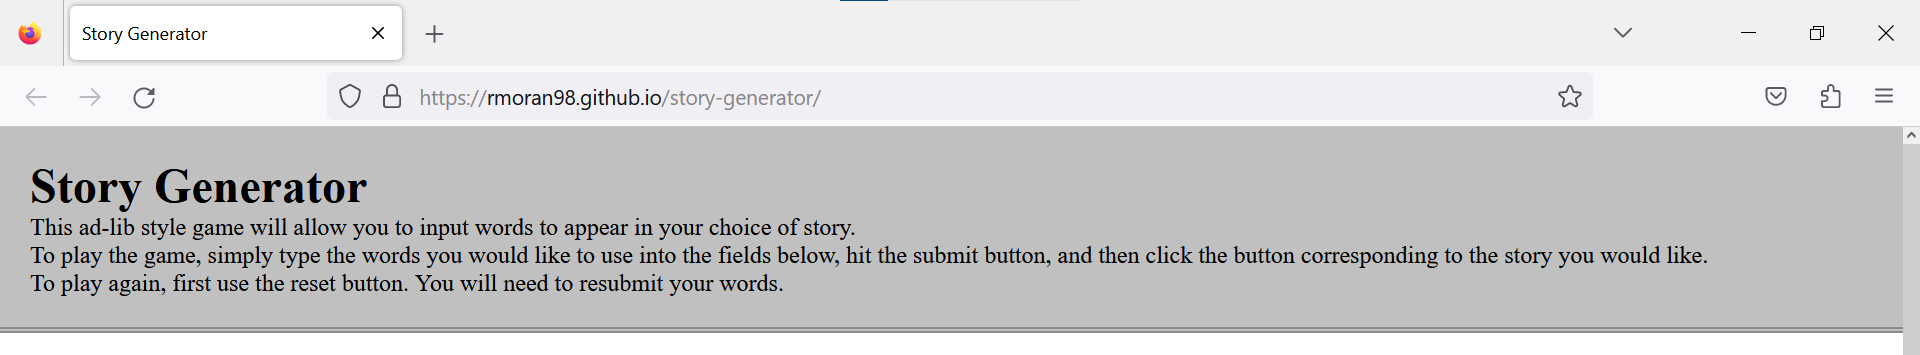 Story Generator
https://rmoran98.github.io/story-generator/
Story Generator
This ad-lib style game will allow you to input words to appear in your choice of story.
To play the game, simply type the words you would like to use into the fields below, hit the submit button, and then click the button corresponding to the story you would like.
To play again, first use the reset button. You will need to resubmit your words.